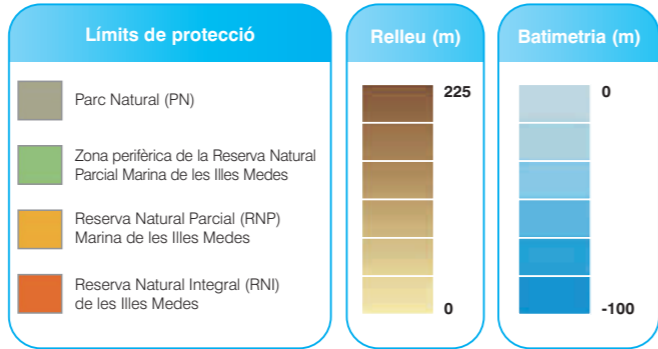 Límits de protecció
Parc Natural (PN)
Zona perifèrica de la Reserva Natural
Parcial Marina de les Illes Medes
Reserva Natural Parcial (RNP)
Marina de les Illes Medes
Reserva Natural Integral (RNI)
de les Illes Medes
Relleu (m)
225
0
Batimetria (m)
0
-100